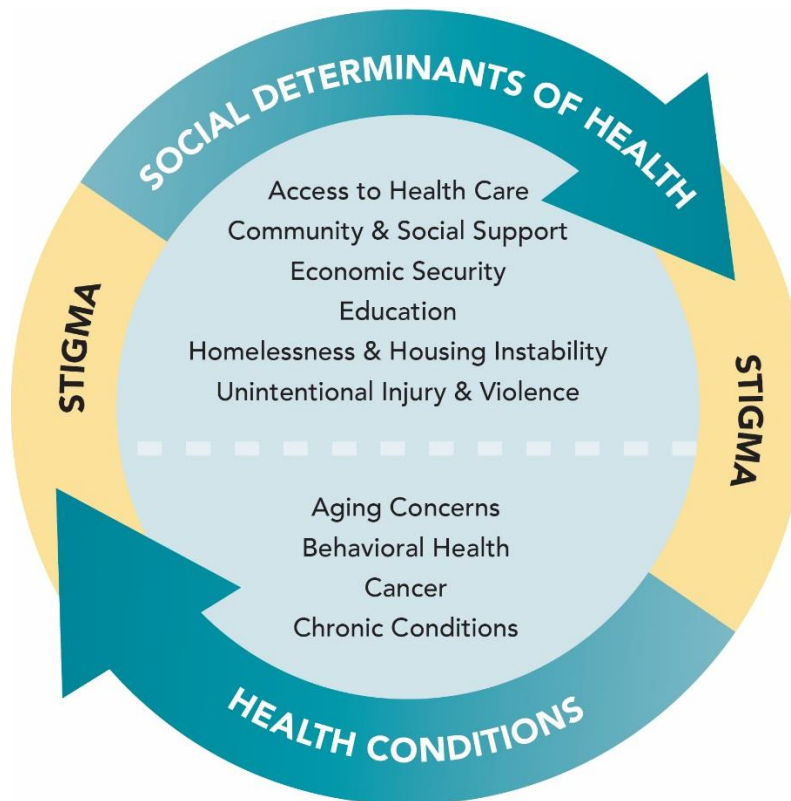 SOCIAL DETERMINANTS OF HEALTH
Access to Health Care
Community & Social Support
Economic Security
Education
Homelessness & Housing Instability
Unintentional Injury & Violence
STIGMA
STIGMA
Aging Concerns
Behavioral Health
Cancer
Chronic Conditions
HEALTH CONDITIONS